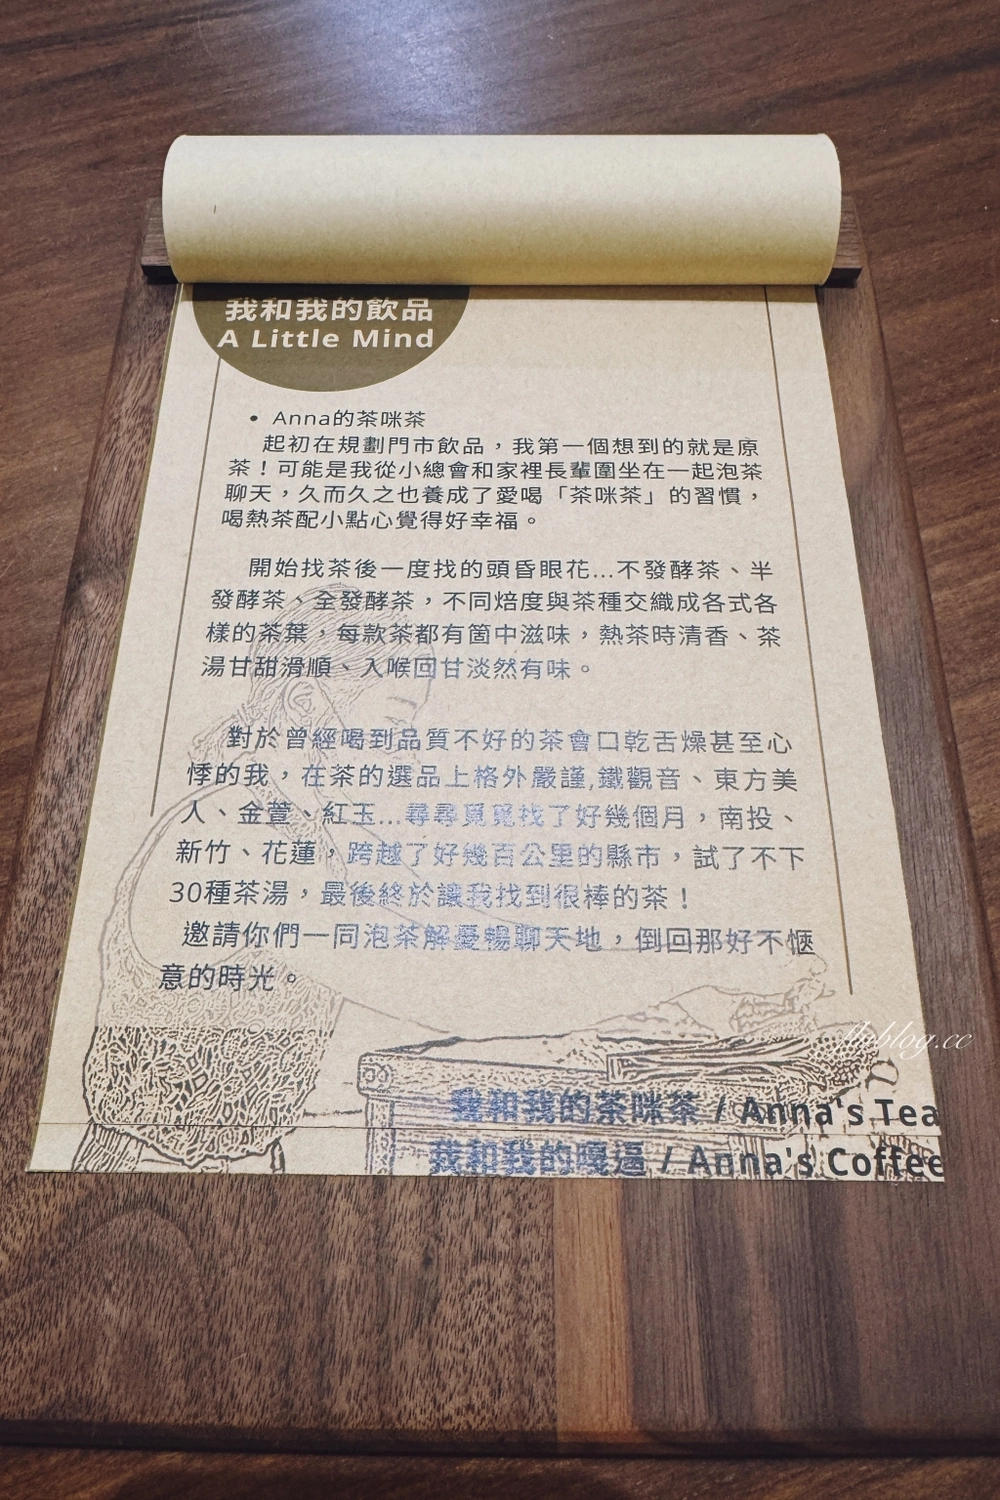 我和我的飲品
A Little Mind
• Anna的茶咪茶
起初在規劃門市飲品，我第一個想到的就是原
茶！可能是我從小總會和家裡長輩圍坐在一起泡茶
聊天，久而久之也養成了愛喝「茶咪茶」的習慣，
喝熱茶配小點心覺得好幸福。
開始找茶後一度找的頭昏眼花...不發酵茶、半
發酵茶、全發酵茶，不同焙度與茶種交織成各式各
樣的茶葉，每款茶都有箇中滋味，熱茶時清香、茶
湯甘甜滑順、入喉回甘淡然有味。
對於曾經喝到品質不好的茶會口乾舌燥甚至心
悸的我，在茶的選品上格外嚴謹,鐵觀音、東方美
人、金萱、紅玉...尋尋覓覓找了好幾個月，南投、
新竹、花蓮，跨越了好幾百公里的縣市，試了不下
30種茶湯，最後終於讓我找到很棒的茶！
邀請你們一同泡茶解憂暢聊天地，倒回那好不愜
意的時光。
flyblog.cc
我和我的茶咪茶 / Anna's Tea
我和我的嘎逼 / Anna's Coffee